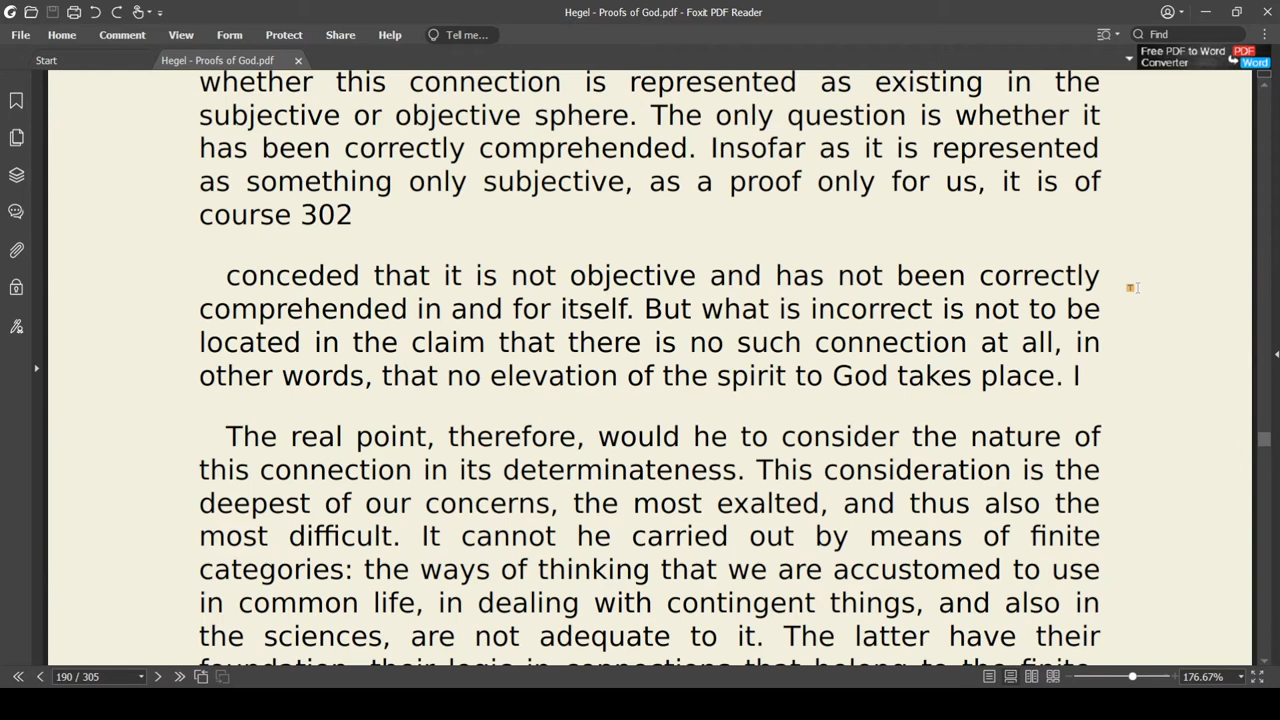 Hegel - Proofs of God.pdf - Foxit PDF Reader
File Home Comment View Form Protect Share Help Tell me... Find
Start Hegel - Proofs of God.pdf Free PDF to Word Converter PDF Word
whether this connection is represented as existing in the
subjective or objective sphere. The only question is whether it
has been correctly comprehended. Insofar as it is represented
as something only subjective, as a proof only for us, it is of
course 302
conceded that it is not objective and has not been correctly
comprehended in and for itself. But what is incorrect is not to be
located in the claim that there is no such connection at all, in
other words, that no elevation of the spirit to God takes place. I
The real point, therefore, would he to consider the nature of
this connection in its determinateness. This consideration is the
deepest of our concerns, the most exalted, and thus also the
most difficult. It cannot he carried out by means of finite
categories: the ways of thinking that we are accustomed to use
in common life, in dealing with contingent things, and also in
the sciences, are not adequate to it. The latter have their
foundation, their logic in connections that belong to the finite,
190 / 305 176.67%